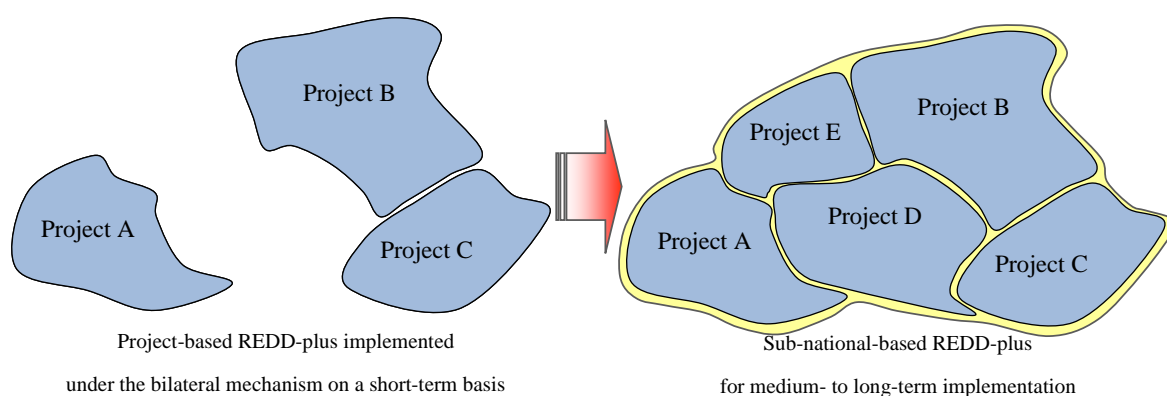 Project A
Project B
Project C
Project-based REDD-plus implemented
under the bilateral mechanism on a short-term basis
Project E
Project B
Project D
Project A
Project C
Sub-national-based REDD-plus
for medium- to long-term implementation